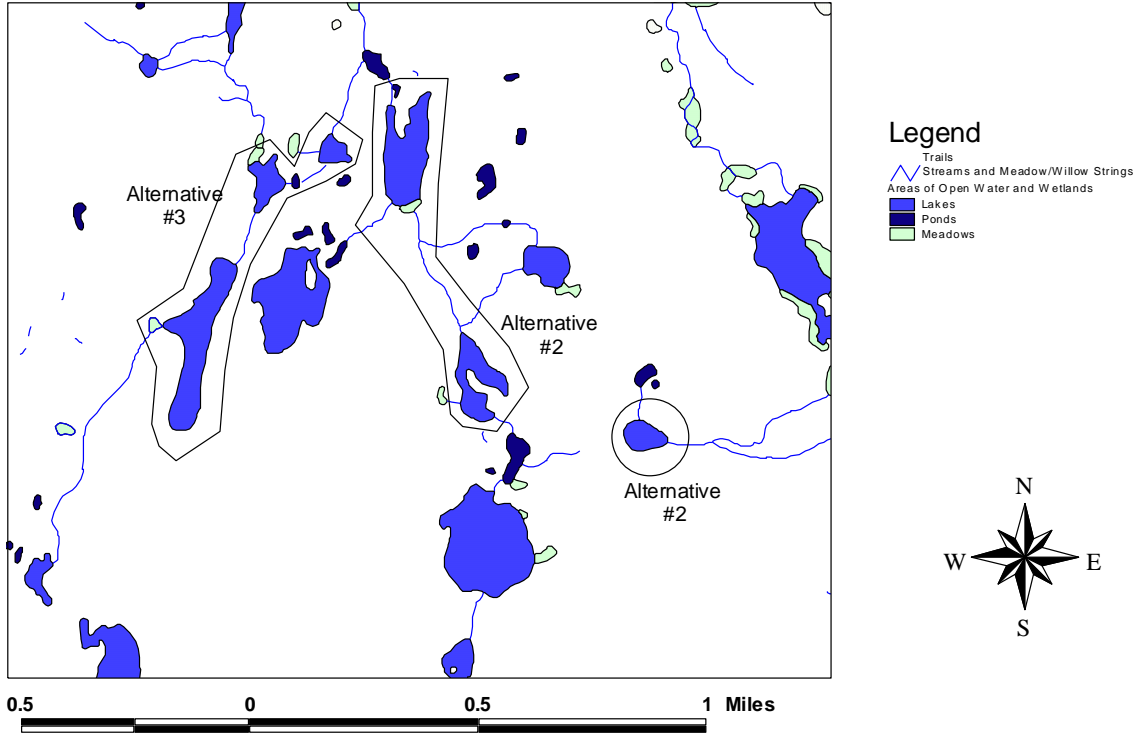 Alternative
#3
Alternative
#2
Alternative
#2
Legend
Trails
Streams and Meadow/Willow Strings
Areas of Open Water and Wetlands
Lakes
Ponds
Meadows
N
W E
S
0.5 0 0.5 1 Miles